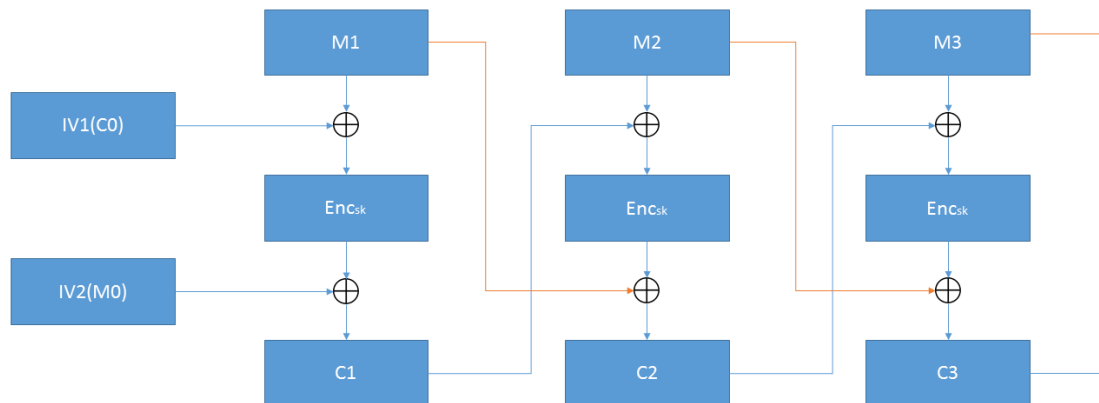 M1
M2
M3
IV1(C0)
Encsk
Encsk
Encsk
IV2(M0)
C1
C2
C3